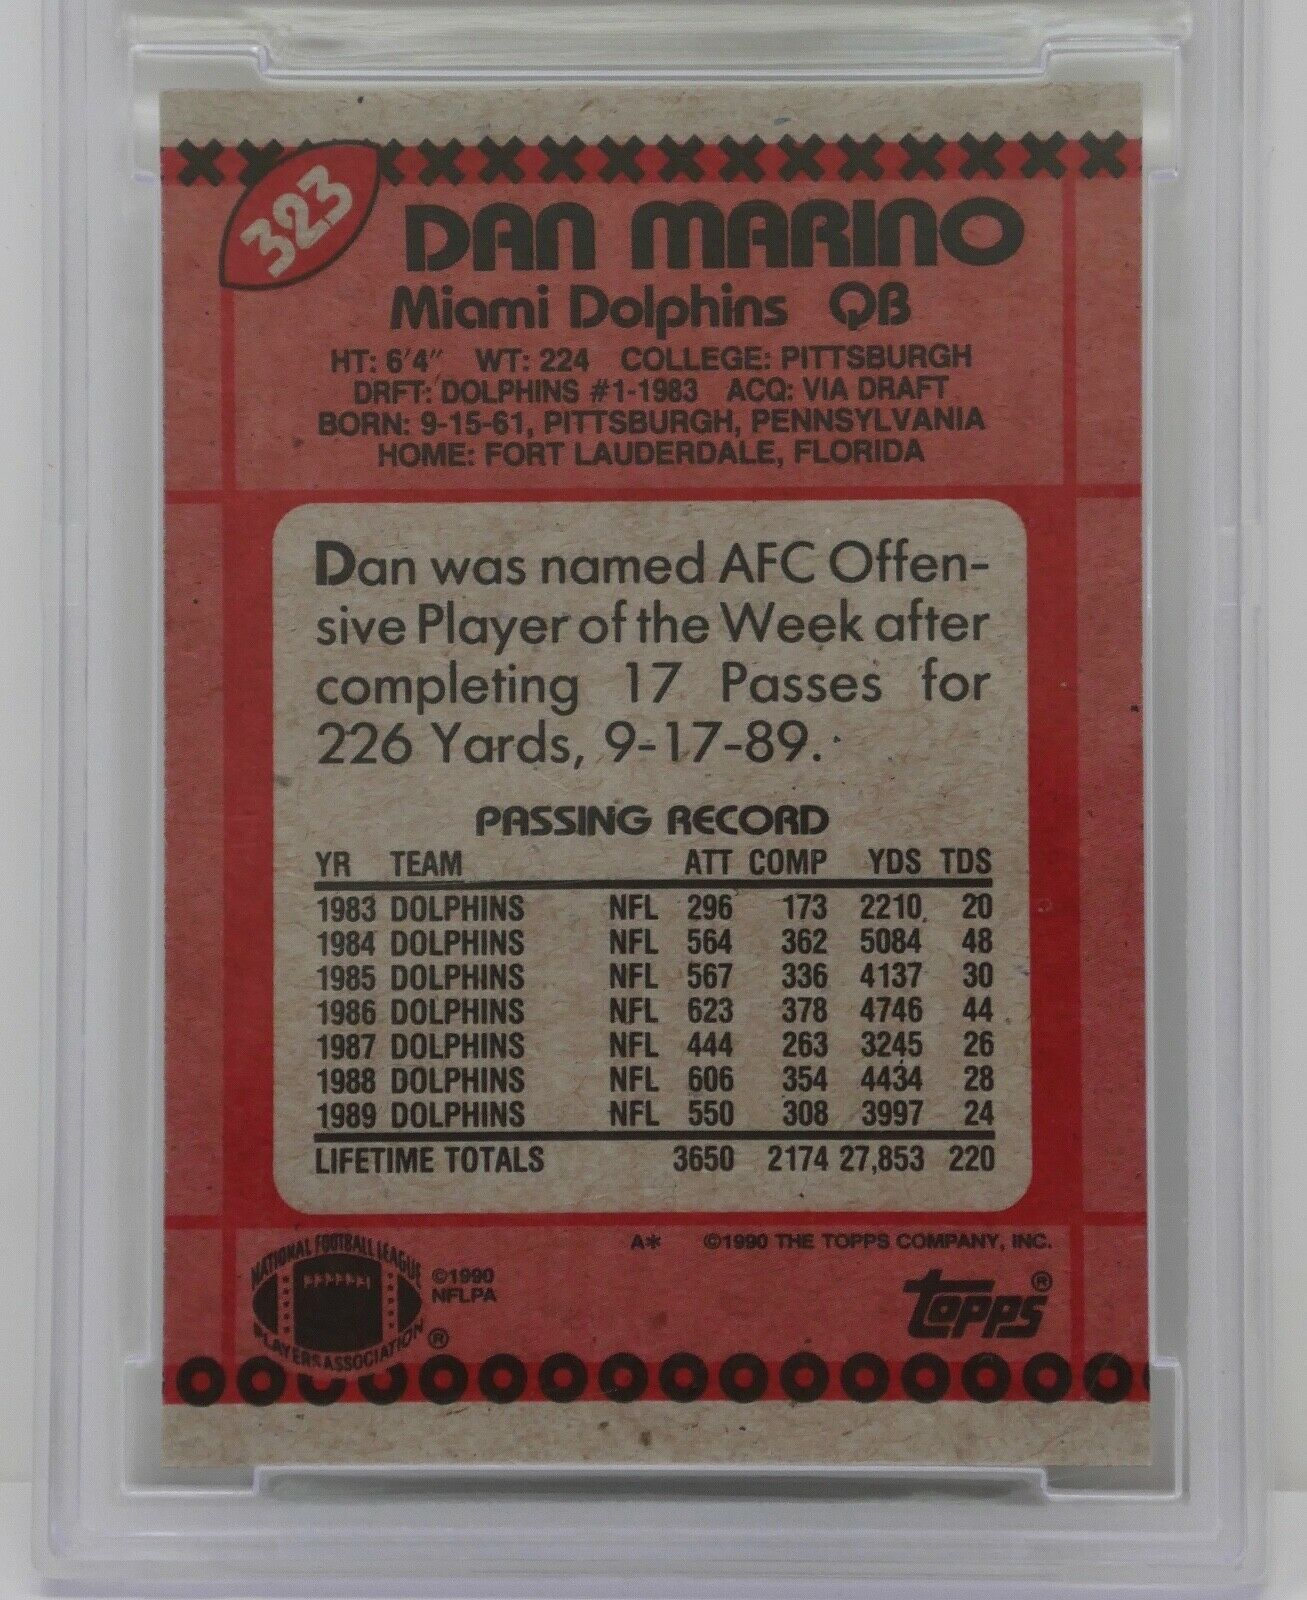 323
DAN MARINO
Miami Dolphins QB
HT: 6'4" WT: 224 COLLEGE: PITTSBURGH
DRFT: DOLPHINS #1-1983 ACQ: VIA DRAFT
BORN: 9-15-61, PITTSBURGH, PENNSYLVANIA
HOME: FORT LAUDERDALE, FLORIDA
Dan was named AFC Offen-
sive Player of the Week after
completing 17 Passes for
226 Yards, 9-17-89.
PASSING RECORD
YR TEAM ATT COMP YDS TDS
1983 DOLPHINS NFL 296 173 2210 20
1984 DOLPHINS NFL 564 362 5084 48
1985 DOLPHINS NFL 567 336 4137 30
1986 DOLPHINS NFL 623 378 4746 44
1987 DOLPHINS NFL 444 263 3245 26
1988 DOLPHINS NFL 606 354 4434 28
1989 DOLPHINS NFL 550 308 3997 24
LIFETIME TOTALS 3650 2174 27,853 220
A* ©1990 THE TOPPS COMPANY, INC.
NATIONAL FOOTBALL LEAGUE
PLAYERS ASSOCIATION ®
©1990
NFLPA
TOPPS ®